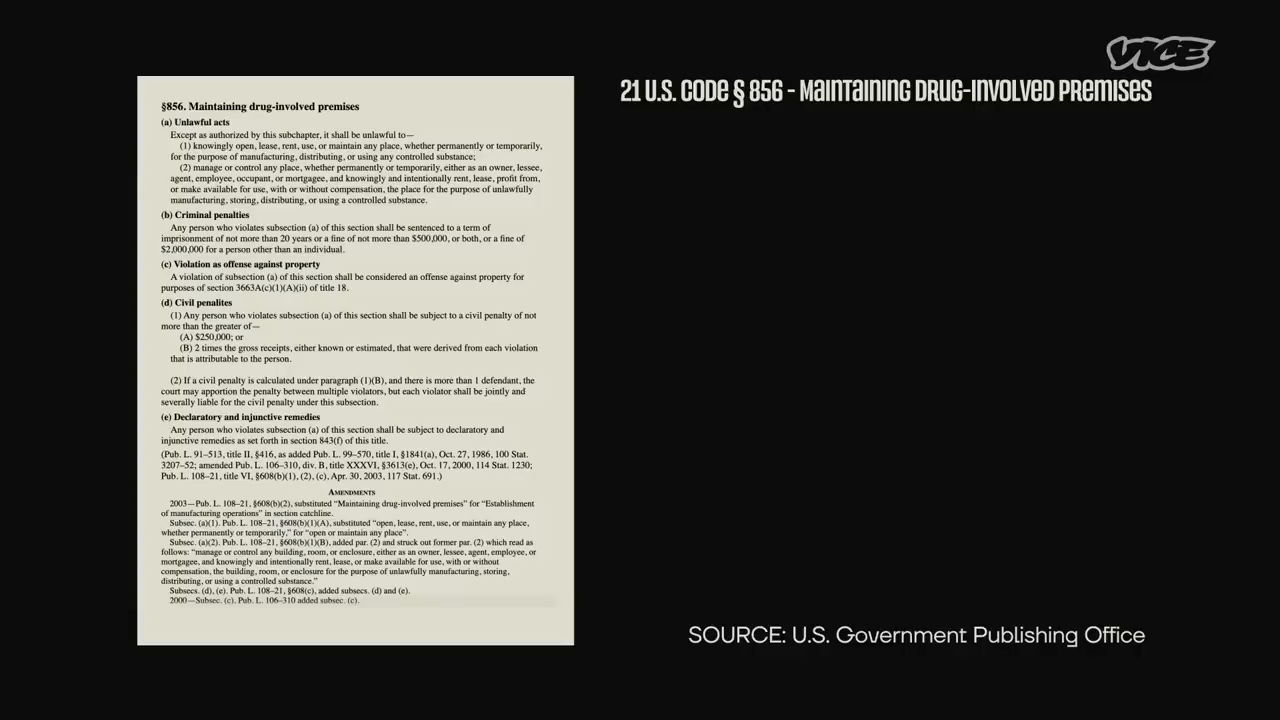 VICE
21 U.S. CODE § 856 - MAINTAINING DRUG-INVOLVED PREMISES
§856. Maintaining drug-involved premises
(a) Unlawful acts
Except as authorized by this subchapter, it shall be unlawful to—
(1) knowingly open, lease, rent, use, or maintain any place, whether permanently or temporarily,
for the purpose of manufacturing, distributing, or using any controlled substance;
(2) manage or control any place, whether permanently or temporarily, either as an owner, lessee,
agent, employee, occupant, or mortgagee, and knowingly and intentionally rent, lease, profit from,
or make available for use, with or without compensation, the place for the purpose of unlawfully
manufacturing, storing, distributing, or using a controlled substance.
(b) Criminal penalties
Any person who violates subsection (a) of this section shall be sentenced to a term of
imprisonment of not more than 20 years or a fine of not more than $500,000, or both, or a fine of
$2,000,000 for a person other than an individual.
(c) Violation as offense against property
A violation of subsection (a) of this section shall be considered an offense against property for
purposes of section 3663A(c)(1)(A)(ii) of title 18.
(d) Civil penalites
(1) Any person who violates subsection (a) of this section shall be subject to a civil penalty of not
more than the greater of—
(A) $250,000; or
(B) 2 times the gross receipts, either known or estimated, that were derived from each violation
that is attributable to the person.
(2) If a civil penalty is calculated under paragraph (1)(B), and there is more than 1 defendant, the
court may apportion the penalty between multiple violators, but each violator shall be jointly and
severally liable for the civil penalty under this subsection.
(e) Declaratory and injunctive remedies
Any person who violates subsection (a) of this section shall be subject to declaratory and
injunctive remedies as set forth in section 843(f) of this title.
(Pub. L. 91–513, title II, §416, as added Pub. L. 99–570, title I, §1841(a), Oct. 27, 1986, 100 Stat.
3207–52; amended Pub. L. 106–310, div. B, title XXXVI, §3613(e), Oct. 17, 2000, 114 Stat. 1230;
Pub. L. 108–21, title VI, §608(b)(1), (2), (c), Apr. 30, 2003, 117 Stat. 691.)
AMENDMENTS
2003—Pub. L. 108–21, §608(b)(2), substituted “Maintaining drug-involved premises” for “Establishment
of manufacturing operations” in section catchline.
Subsec. (a)(1). Pub. L. 108–21, §608(b)(1)(A), substituted “open, lease, rent, use, or maintain any place,
whether permanently or temporarily,” for “open or maintain any place”.
Subsec. (a)(2). Pub. L. 108–21, §608(b)(1)(B), added par. (2) and struck out former par. (2) which read as
follows: “manage or control any building, room, or enclosure, either as an owner, lessee, agent, employee, or
mortgagee, and knowingly and intentionally rent, lease, or make available for use, with or without
compensation, the building, room, or enclosure for the purpose of unlawfully manufacturing, storing,
distributing, or using a controlled substance.”
Subsecs. (d), (e). Pub. L. 108–21, §608(c), added subsecs. (d) and (e).
2000—Subsec. (c). Pub. L. 106–310 added subsec. (c).
SOURCE: U.S. Government Publishing Office